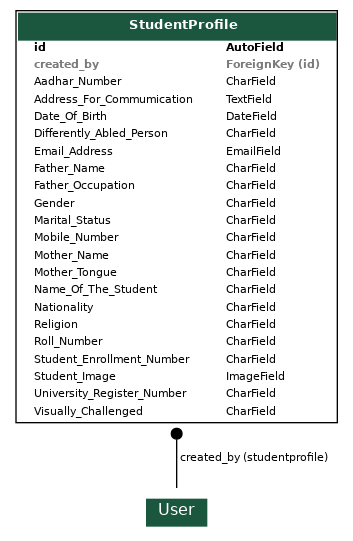 StudentProfile
id AutoField
created_by ForeignKey (id)
Aadhar_Number CharField
Address_For_Communication TextField
Date_Of_Birth DateField
Differently_Abled_Person CharField
Email_Address EmailField
Father_Name CharField
Father_Occupation CharField
Gender CharField
Marital_Status CharField
Mobile_Number CharField
Mother_Name CharField
Mother_Tongue CharField
Name_Of_The_Student CharField
Nationality CharField
Religion CharField
Roll_Number CharField
Student_Enrollment_Number CharField
Student_Image ImageField
University_Register_Number CharField
Visually_Challenged CharField
created_by (studentprofile)
User